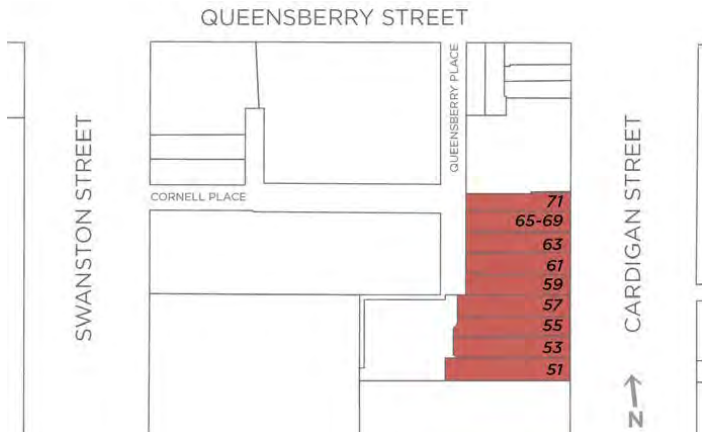 QUEENSBERRY STREET
QUEENSBERRY PLACE
SWANSTON STREET
CORNELL PLACE
CARDIGAN STREET
71
65-69
63
61
59
57
55
53
51
N